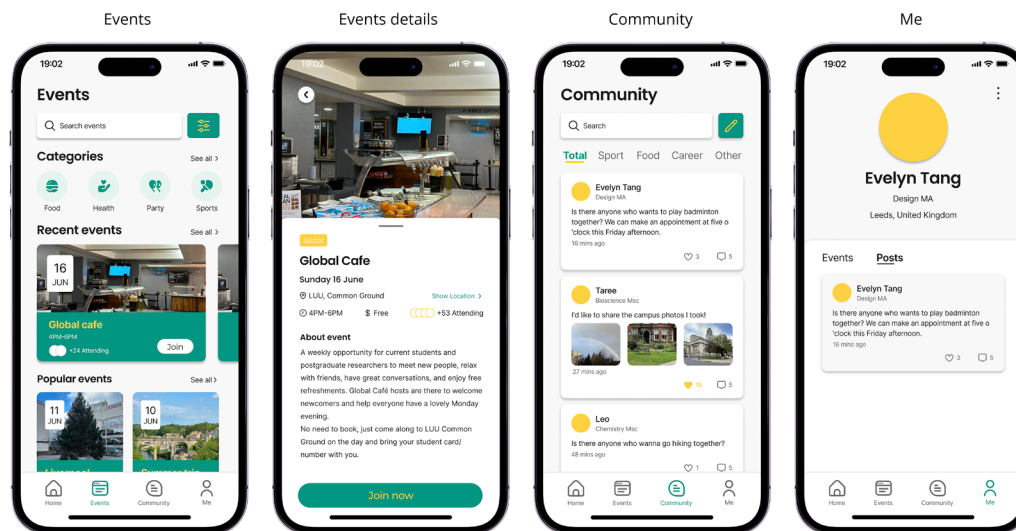 Events
Events details
Community
Me
19:02
Events
Search events
Categories
See all >
Food
Health
Party
Sports
Recent events
See all >
16
JUN
Global cafe
4PM-6PM
+24 Attending
Join
Popular events
See all >
11
JUN
10
JUN
Liverpool
Summer trip
Home
Events
Community
Me
19:02
Social
Global Cafe
Sunday 16 June
LUU, Common Ground
Show Location >
4PM-6PM
$ Free
+53 Attending
About event
A weekly opportunity for current students and
postgraduate researchers to meet new people, relax
with friends, have great conversations, and enjoy free
refreshments. Global Café hosts are there to welcome
newcomers and help everyone have a lovely Monday
evening.
No need to book, just come along to LUU Common
Ground on the day and bring your student card/
number with you.
Join now
19:02
Community
Search
Total Sport Food Career Other
Evelyn Tang
Design MA
Is there anyone who wants to play badminton
together? We can make an appointment at five o
'clock this Friday afternoon.
16 mins ago
3 5
Taree
Bioscience Msc
I'd like to share the campus photos I took!
27 mins ago
15 5
Leo
Chemistry Msc
Is there anyone who wanna go hiking together?
48 mins ago
1 5
Home
Events
Community
Me
19:02
Evelyn Tang
Design MA
Leeds, United Kingdom
Events Posts
Evelyn Tang
Design MA
Is there anyone who wants to play badminton
together? We can make an appointment at five o
'clock this Friday afternoon.
16 mins ago
3 5
Home
Events
Community
Me